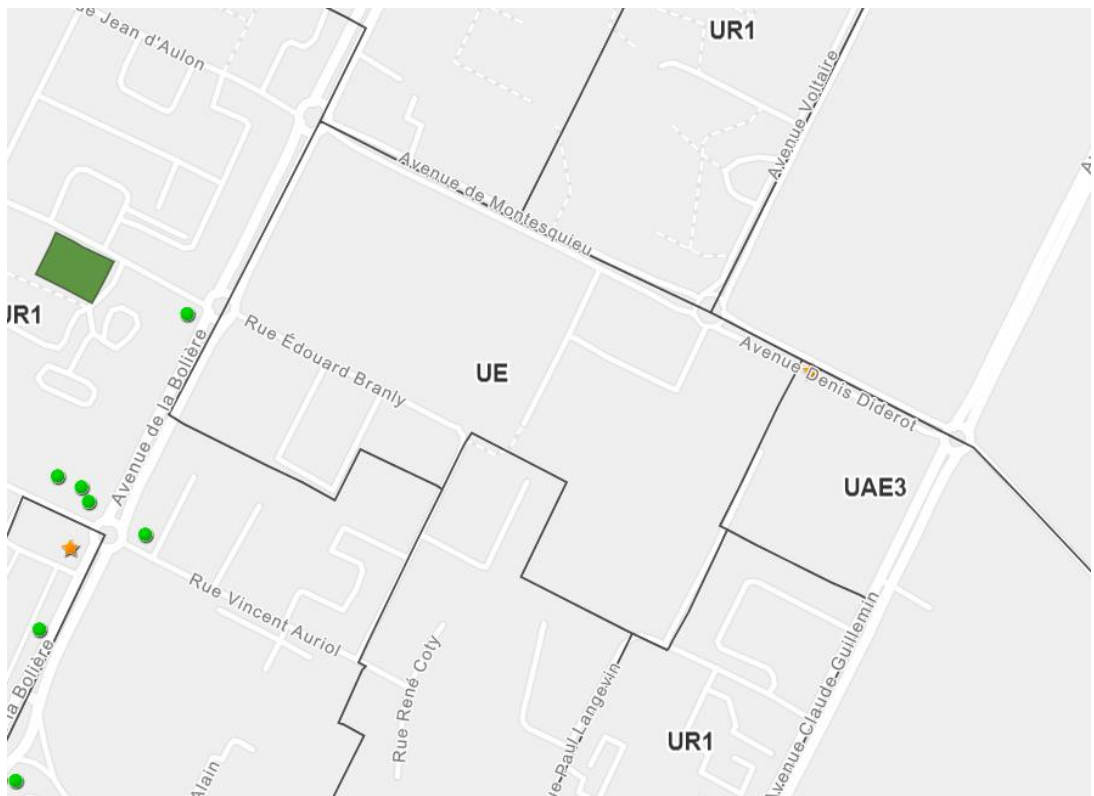 UR1
e Jean d'Aulon
Avenue Voltaire
Avenue de Montesquieu
UR1
Rue Édouard Branly
Avenue Denis Diderot
UE
Avenue de la Bolière
UAE3
Rue Vincent Auriol
Rue René Coty
la Bolière
Avenue-Claude-Guillemin
e-Paul Langevin
UR1
Alain